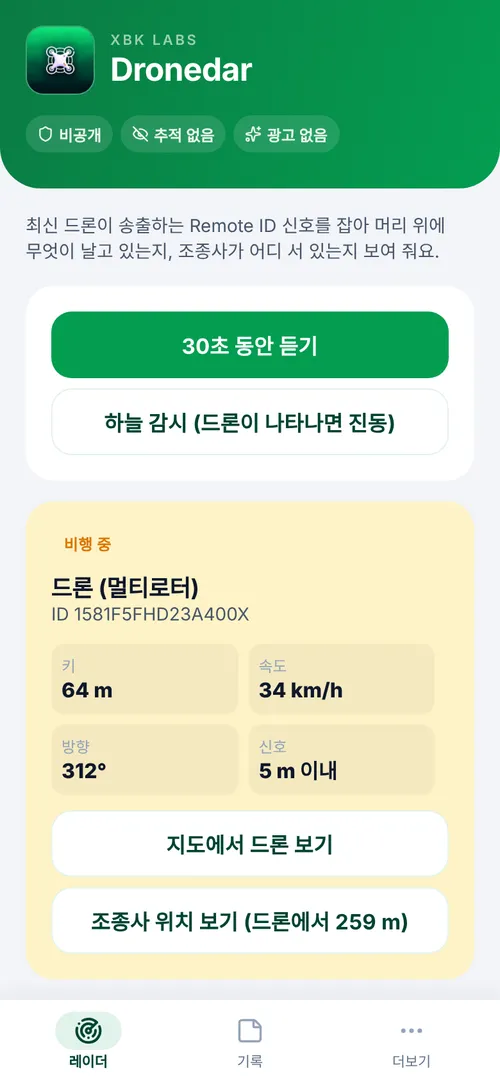 XBK LABS
Dronedar
비공개
추적 없음
광고 없음
최신 드론이 송출하는 Remote ID 신호를 잡아 머리 위에
무엇이 날고 있는지, 조종사가 어디 서 있는지 보여 줘요.
30초 동안 듣기
하늘 감시 (드론이 나타나면 진동)
비행 중
드론 (멀티로터)
ID 1581F5FHD23A400X
키
64 m
속도
34 km/h
방향
312°
신호
5 m 이내
지도에서 드론 보기
조종사 위치 보기 (드론에서 259 m)
레이더
기록
더보기